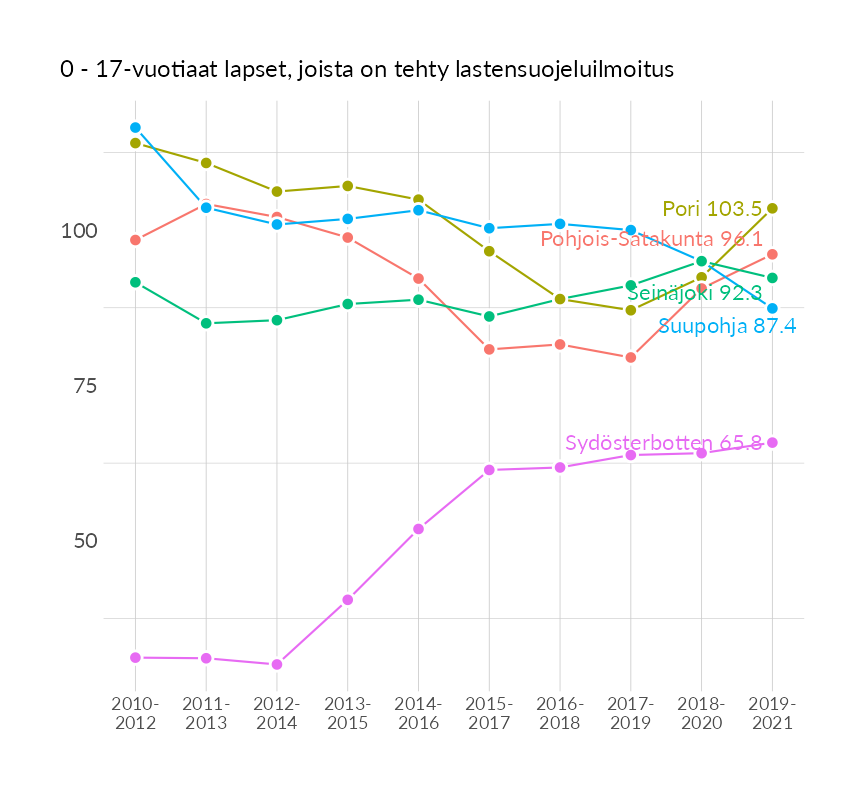 0 - 17-vuotiaat lapset, joista on tehty lastensuojeluilmoitus
Pori 103.5
100
Pohjois-Satakunta 96.1
Seinäjoki 92.3
Suupohja 87.4
75
Sydösterbotten 65.8
50
2010- 2011- 2012- 2013- 2014- 2015- 2016- 2017- 2018- 2019-
2012 2013 2014 2015 2016 2017 2018 2019 2020 2021